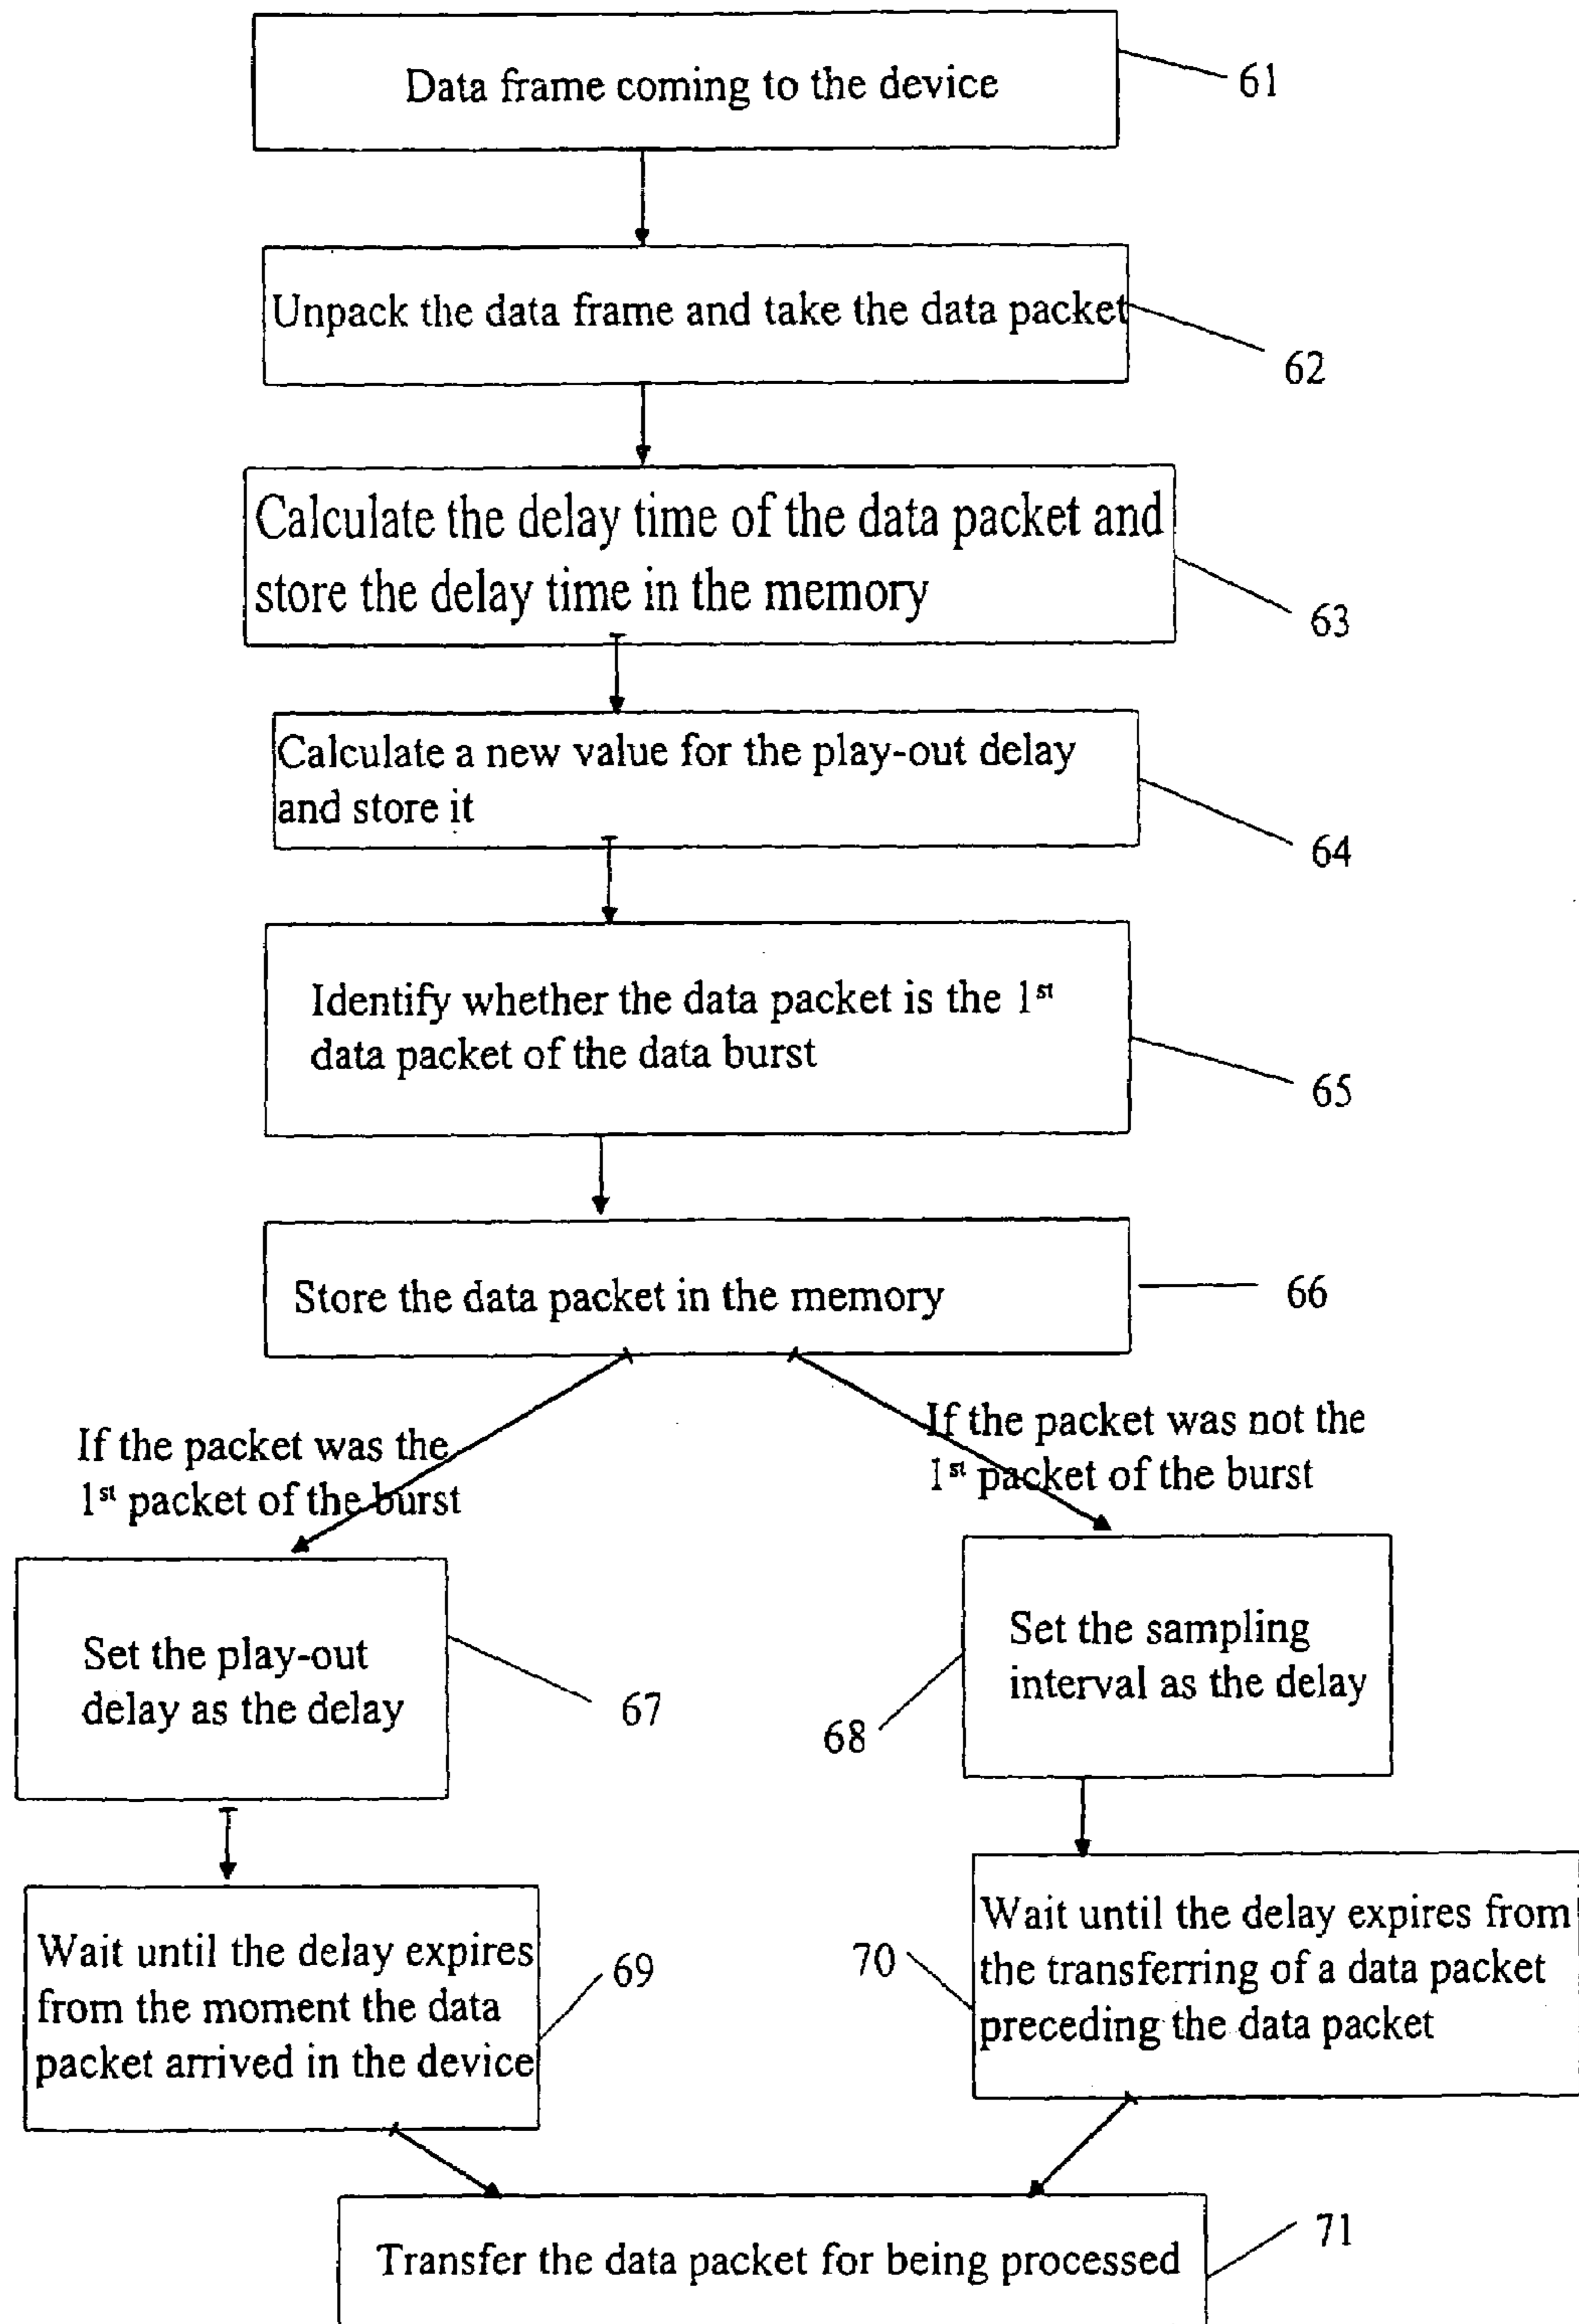 Data frame coming to the device
61
Unpack the data frame and take the data packet
62
Calculate the delay time of the data packet and
store the delay time in the memory
63
Calculate a new value for the play-out delay
and store it
64
Identify whether the data packet is the 1st
data packet of the data burst
65
Store the data packet in the memory
66
If the packet was the
1st packet of the burst
If the packet was not the
1st packet of the burst
Set the play-out
delay as the delay
67
Set the sampling
interval as the delay
68
Wait until the delay expires
from the moment the data
packet arrived in the device
69
Wait until the delay expires from
the transferring of a data packet
preceding the data packet
70
Transfer the data packet for being processed
71